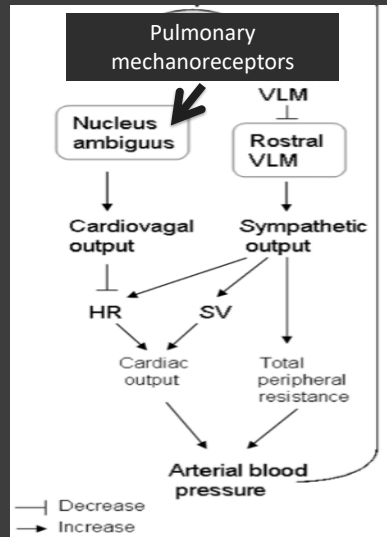 Pulmonary
mechanoreceptors
VLM
Nucleus
ambiguus
Rostral
VLM
Cardiovagal
output
Sympathetic
output
HR
SV
Cardiac
output
Total
peripheral
resistance
Arterial blood
pressure
Decrease
Increase